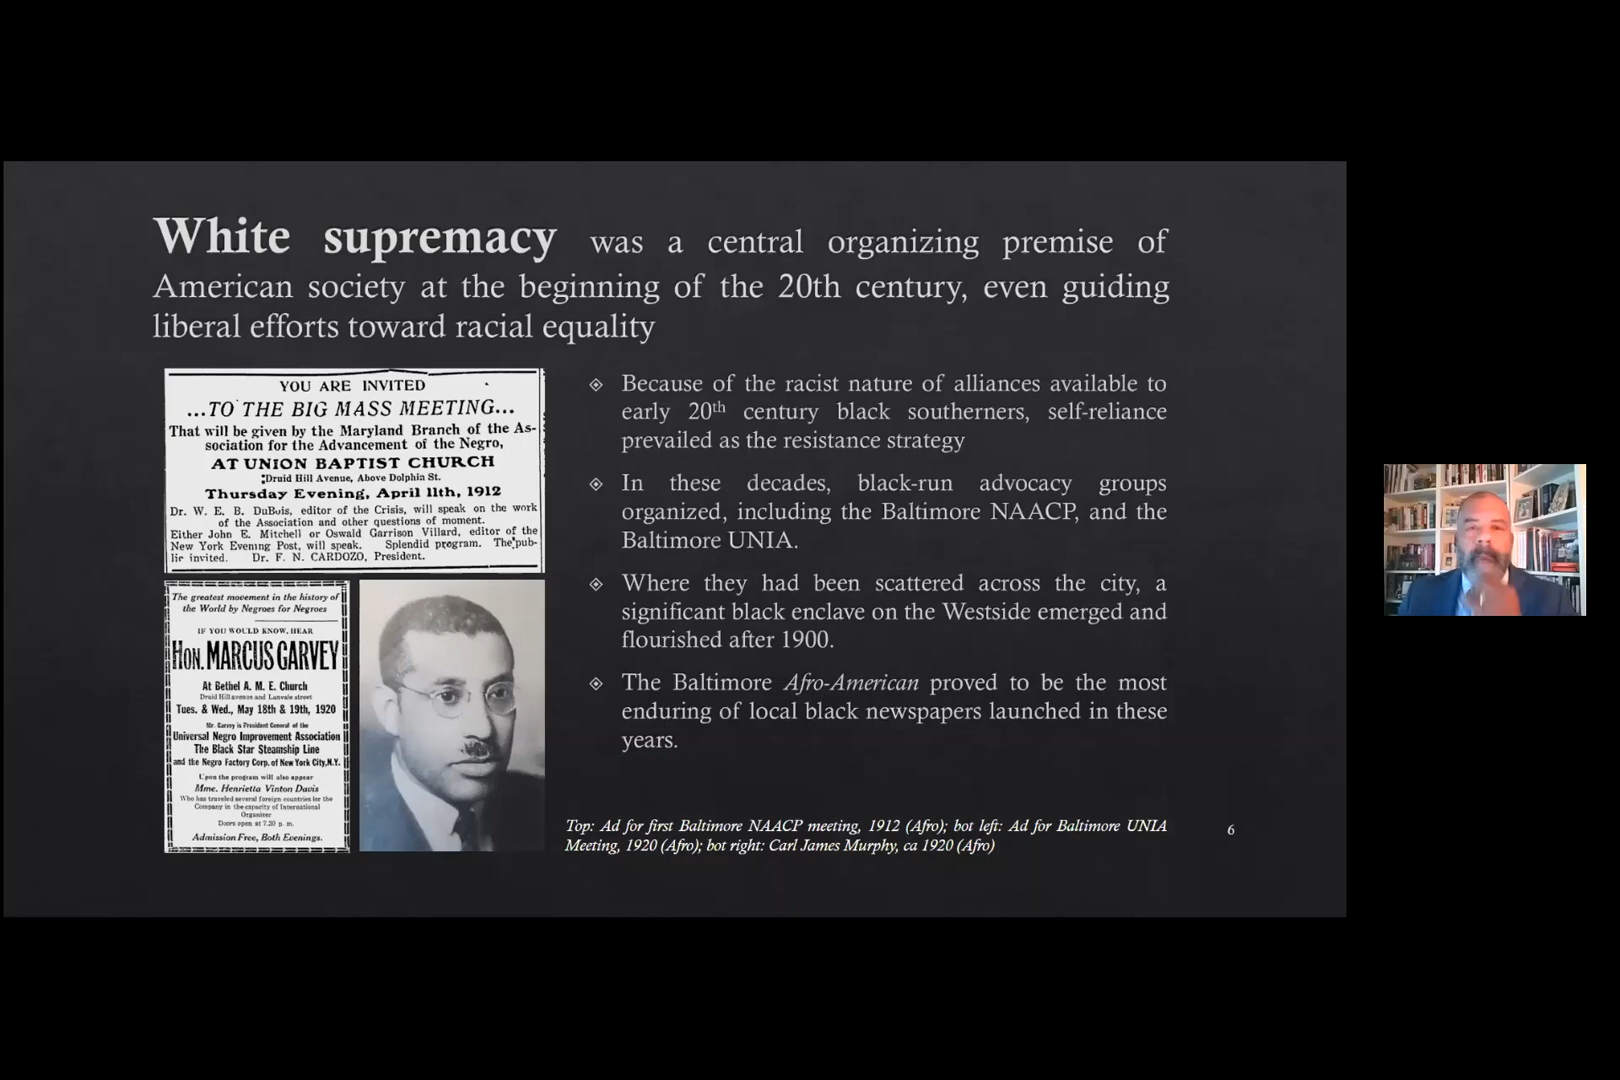 White supremacy was a central organizing premise of
American society at the beginning of the 20th century, even guiding
liberal efforts toward racial equality
YOU ARE INVITED
...TO THE BIG MASS MEETING...
That will be given by the Maryland Branch of the As-
sociation for the Advancement of the Negro,
AT UNION BAPTIST CHURCH
Druid Hill Avenue, Above Dolphin St.
Thursday Evening, April 11th, 1912
Dr. W. E. B. DuBois, editor of the Crisis, will speak on the work
of the Association and other questions of moment.
Either John E. Mitchell or Oswald Garrison Villard, editor of the
New York Evening Post, will speak. Splendid program. The pub-
lic invited. Dr. F. N. CARDOZO, President.
The greatest movement in the history of
the World by Negroes for Negroes
IF YOU WOULD KNOW, HEAR
HON. MARCUS GARVEY
At Bethel A. M. E. Church
Druid Hill avenue and Lanvale street
Tues. & Wed., May 18th & 19th, 1920
Mr. Garvey is President General of the
Universal Negro Improvement Association
The Black Star Steamship Line
and the Negro Factory Corp. of New York City, N.Y.
Upon the program will also appear
Mme. Henrietta Vinton Davis
Who has traveled several foreign countries for the
Company in the capacity of International
Organizer
Doors open at 7.30 p. m.
Admission Free, Both Evenings.
Because of the racist nature of alliances available to
early 20th century black southerners, self-reliance
prevailed as the resistance strategy
In these decades, black-run advocacy groups
organized, including the Baltimore NAACP, and the
Baltimore UNIA.
Where they had been scattered across the city, a
significant black enclave on the Westside emerged and
flourished after 1900.
The Baltimore Afro-American proved to be the most
enduring of local black newspapers launched in these
years.
Top: Ad for first Baltimore NAACP meeting, 1912 (Afro); bot left: Ad for Baltimore UNIA
Meeting, 1920 (Afro); bot right: Carl James Murphy, ca 1920 (Afro)
6